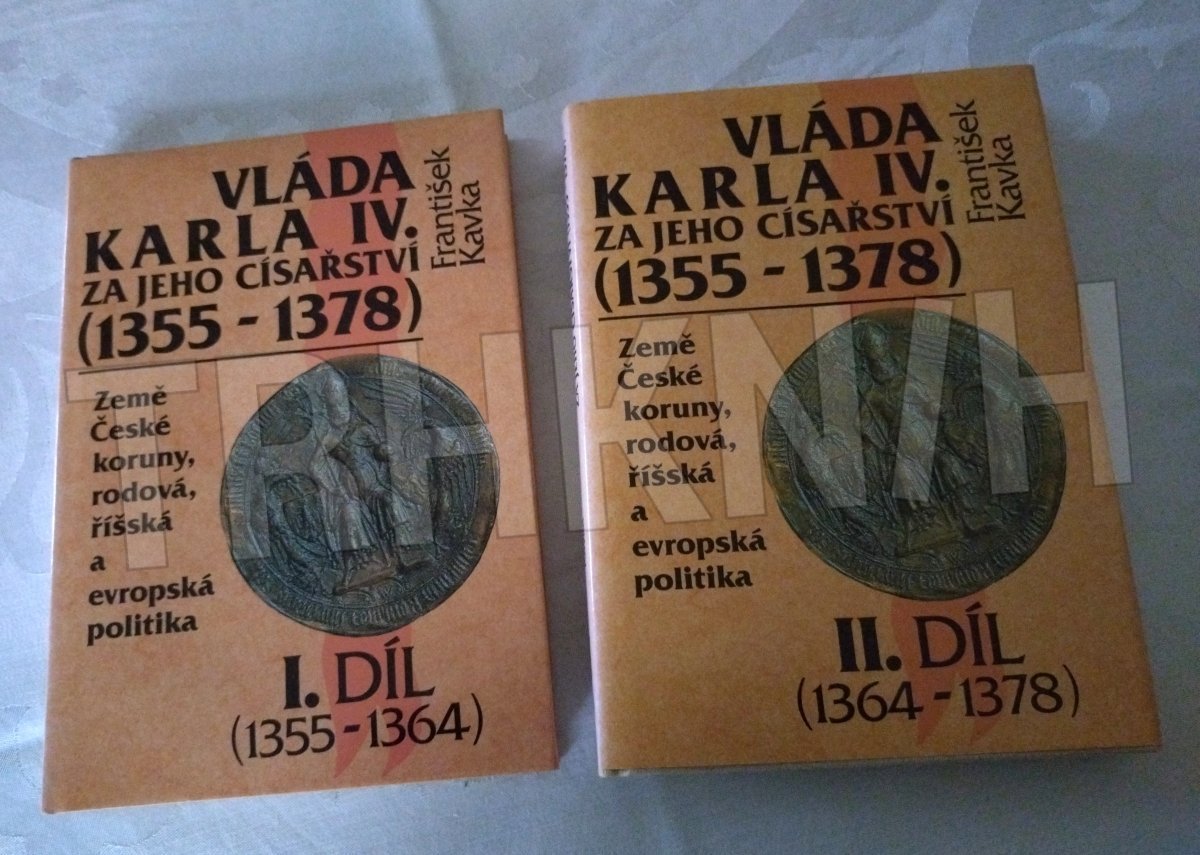 VLÁDA
KARLA IV.
ZA JEHO CÍSAŘSTVÍ
(1355 - 1378)
František
Kavka
Země
České
koruny,
rodová,
říšská
a
evropská
politika
I. DÍL
(1355-1364)
VLÁDA
KARLA IV.
ZA JEHO CÍSAŘSTVÍ
(1355 - 1378)
František
Kavka
Země
České
koruny,
rodová,
říšská
a
evropská
politika
II. DÍL
(1364 - 1378)
TRHKNIH